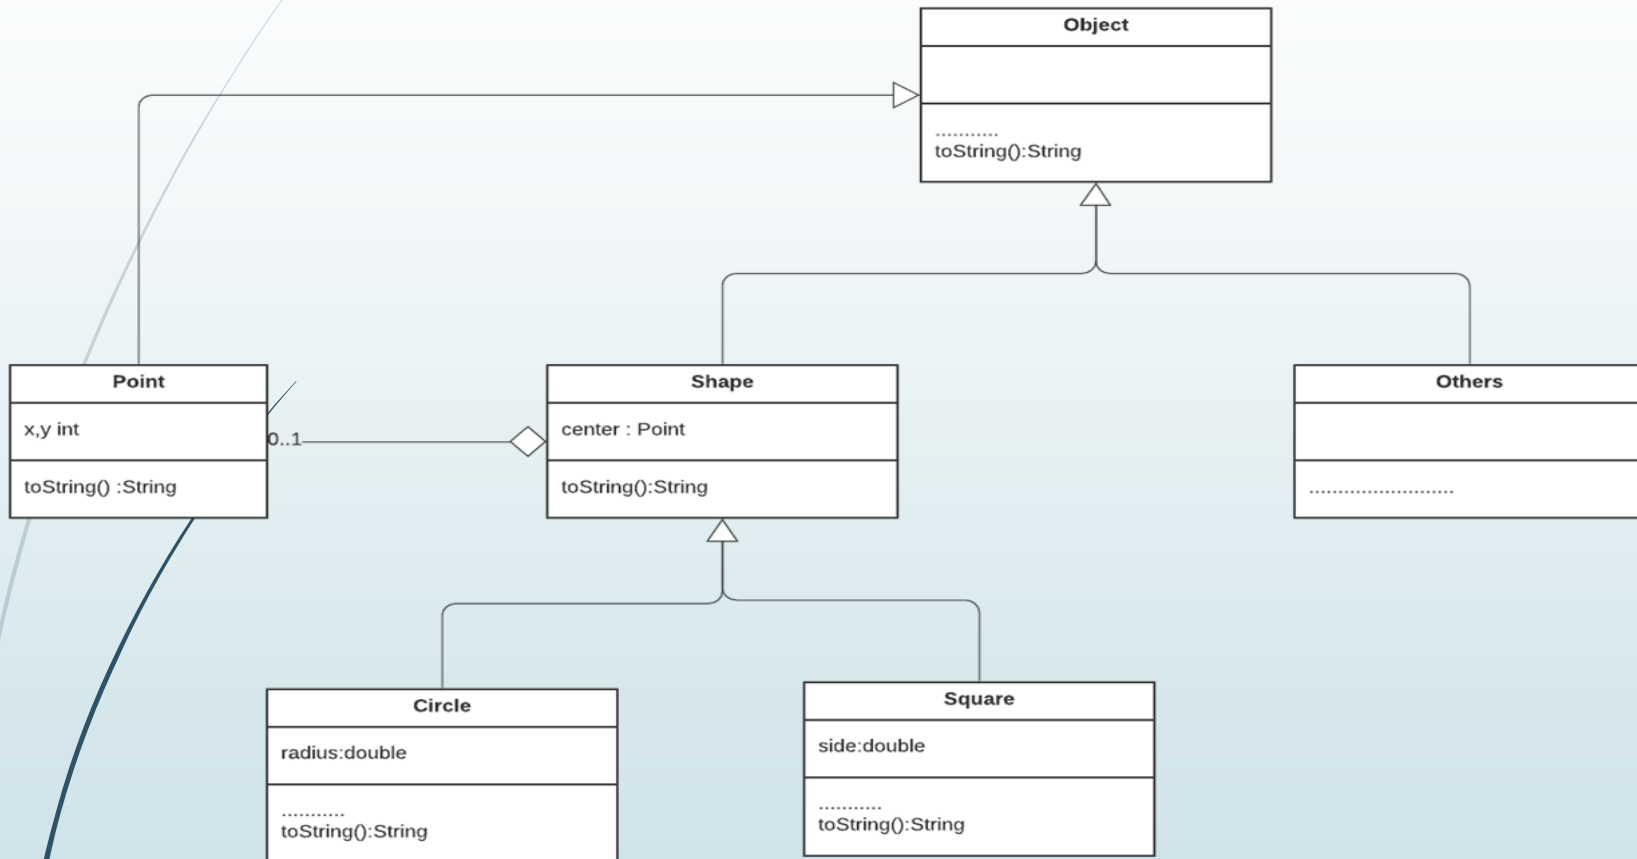 Object
...........
toString():String
Point
x,y int
toString() :String
0..1
Shape
center : Point
toString():String
Others
.........................
Circle
radius:double
...........
toString():String
Square
side:double
...........
toString():String